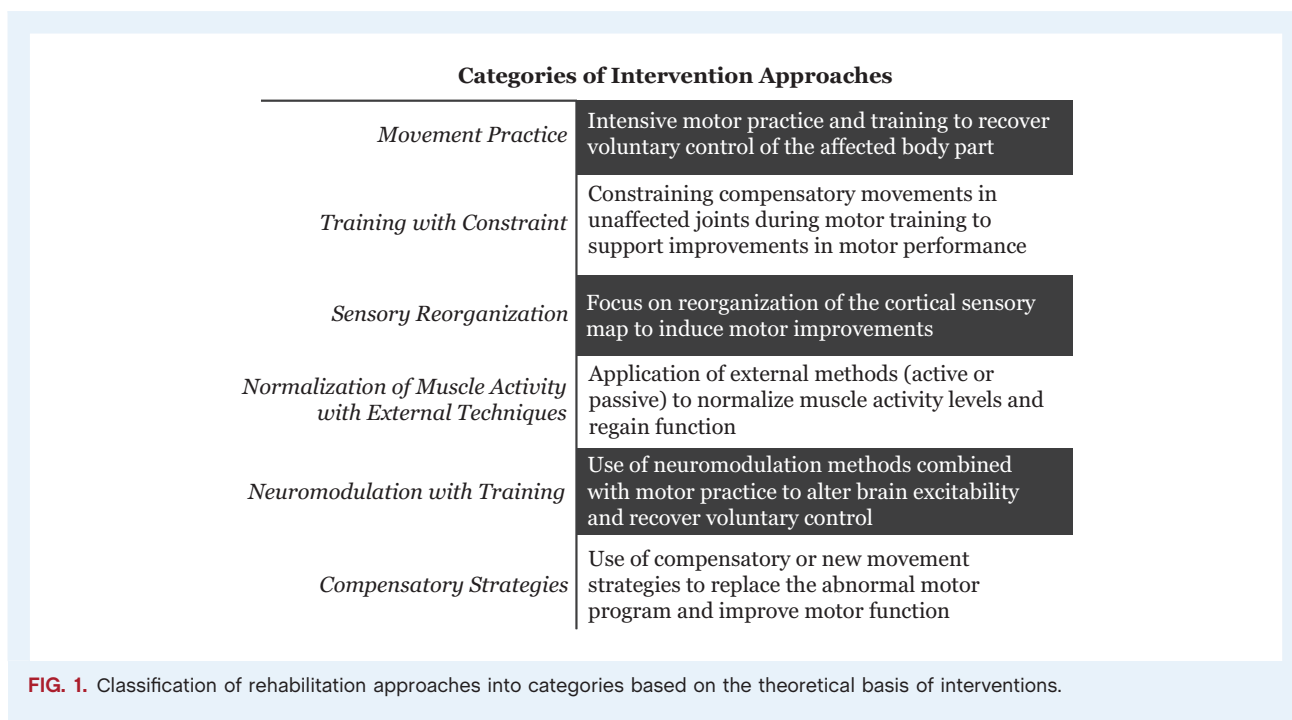 Categories of Intervention Approaches
Movement Practice
Intensive motor practice and training to recover
voluntary control of the affected body part
Training with Constraint
Constraining compensatory movements in
unaffected joints during motor training to
support improvements in motor performance
Sensory Reorganization
Focus on reorganization of the cortical sensory
map to induce motor improvements
Normalization of Muscle Activity
with External Techniques
Application of external methods (active or
passive) to normalize muscle activity levels and
regain function
Neuromodulation with Training
Use of neuromodulation methods combined
with motor practice to alter brain excitability
and recover voluntary control
Compensatory Strategies
Use of compensatory or new movement
strategies to replace the abnormal motor
program and improve motor function
FIG. 1. Classification of rehabilitation approaches into categories based on the theoretical basis of interventions.